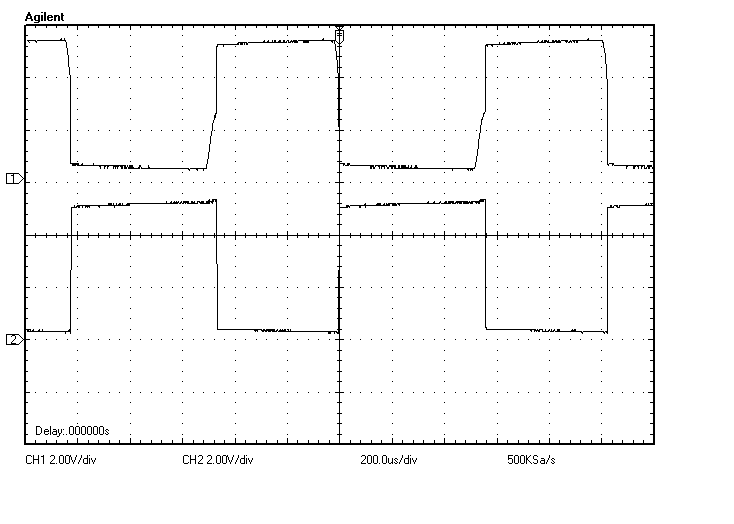 Agilent
1
2
Delay:.000000s
CH1 2.00V/div CH2 2.00V/div 200.0us/div 500KSa/s